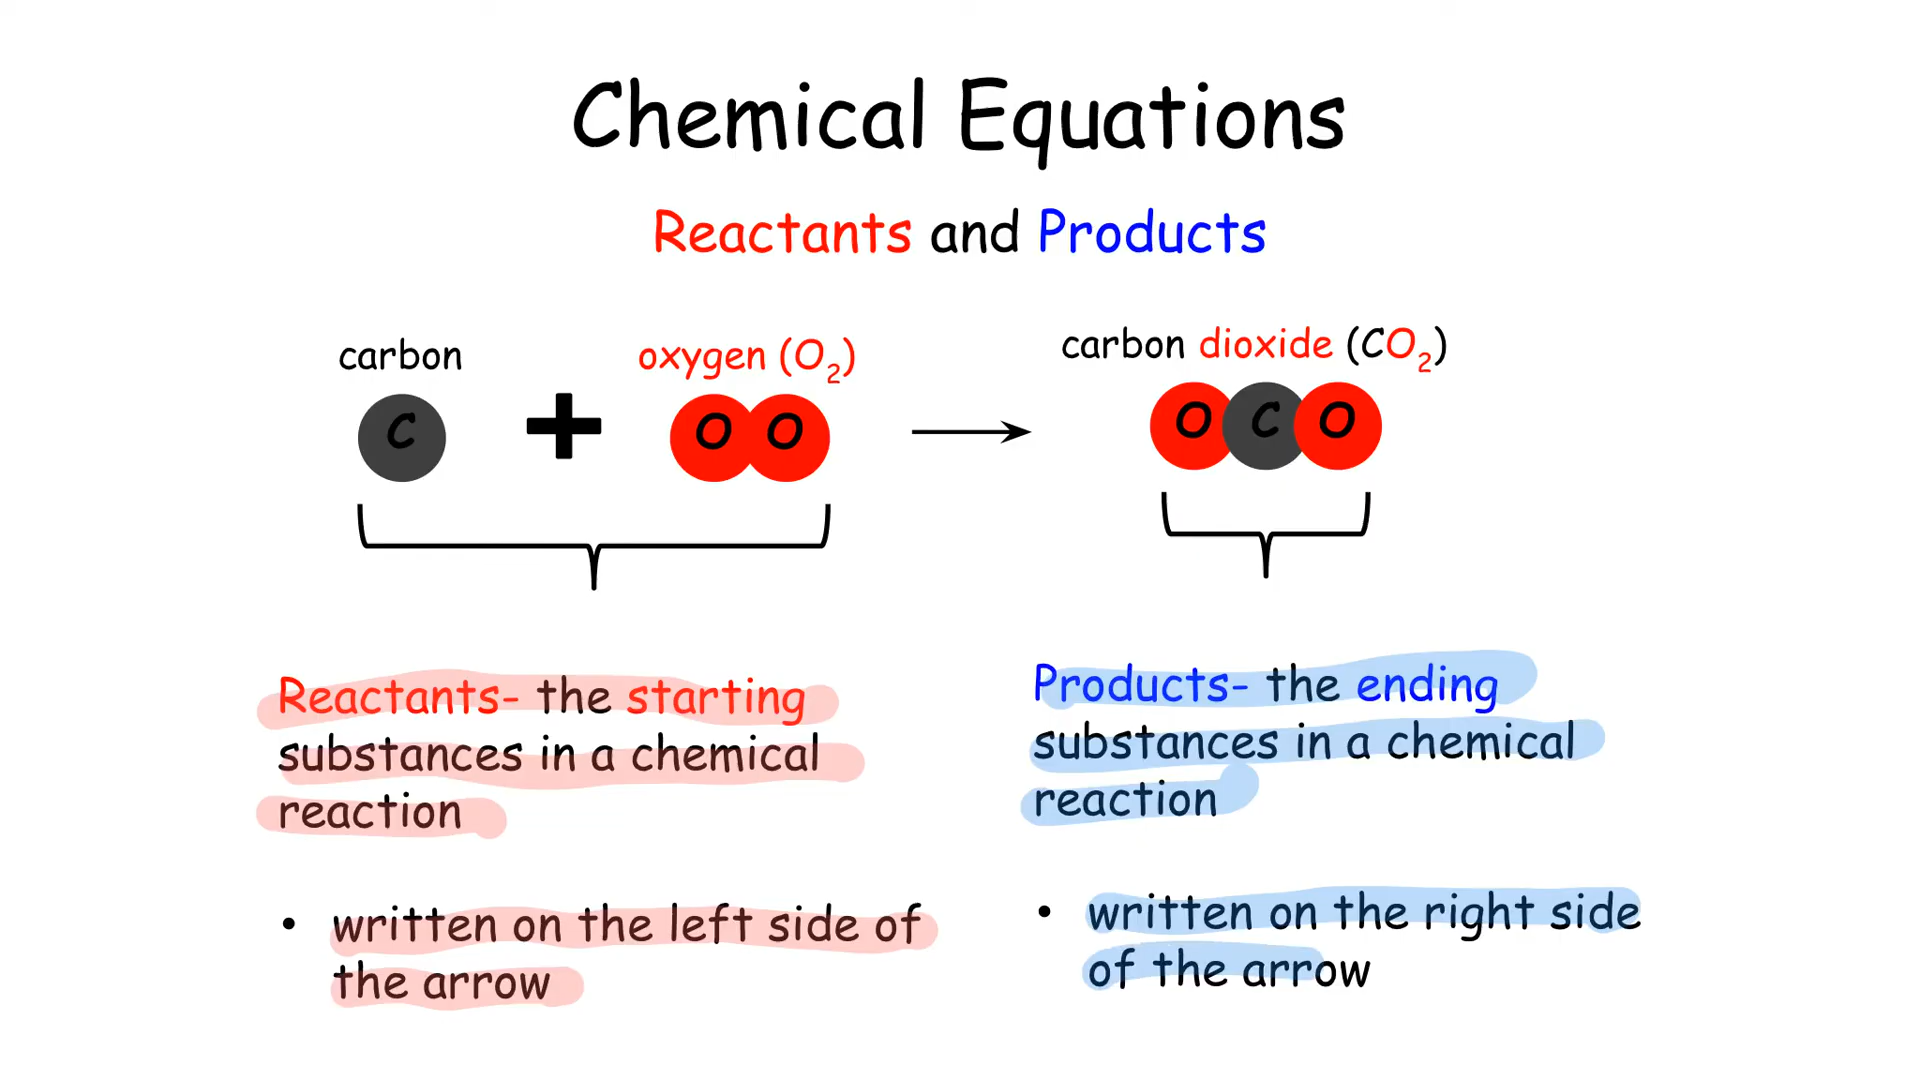 Chemical Equations
Reactants and Products
carbon
oxygen (O₂)
carbon dioxide (CO₂)
C
+
O O
O C O
Reactants- the starting
substances in a chemical
reaction
• written on the left side of
the arrow
Products- the ending
substances in a chemical
reaction
• written on the right side
of the arrow